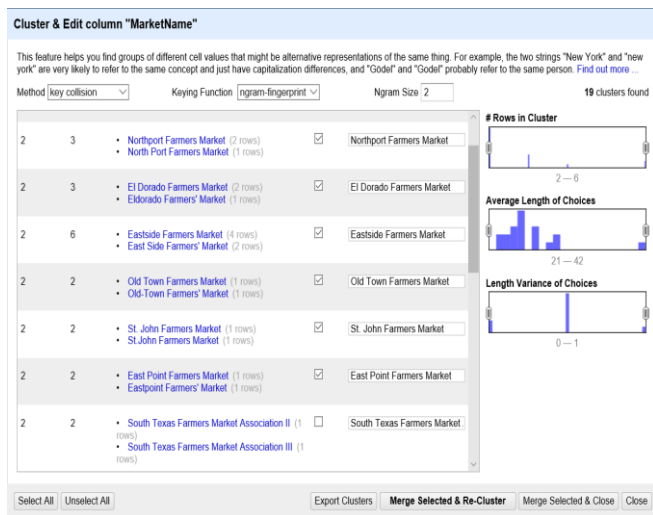 Cluster & Edit column "MarketName"
This feature helps you find groups of different cell values that might be alternative representations of the same thing. For example, the two strings "New York" and "new
york" are very likely to refer to the same concept and just have capitalization differences, and "Gödel" and "Godel" probably refer to the same person. Find out more ...
Method key collision Keying Function ngram-fingerprint Ngram Size 2 19 clusters found
2 3 • Northport Farmers Market (2 rows) Northport Farmers Market
• North Port Farmers Market (1 rows)
2 3 • El Dorado Farmers Market (2 rows) El Dorado Farmers Market
• Eldorado Farmers' Market (1 rows)
2 6 • Eastside Farmers Market (4 rows) Eastside Farmers Market
• East Side Farmers' Market (2 rows)
2 2 • Old Town Farmers Market (1 rows) Old Town Farmers Market
• Old-Town Farmers' Market (1 rows)
2 2 • St. John Farmers Market (1 rows) St. John Farmers Market
• St.John Farmers Market (1 rows)
2 2 • East Point Farmers Market (1 rows) East Point Farmers Market
• Eastpoint Farmers' Market (1 rows)
2 2 • South Texas Farmers Market Association II (1 South Texas Farmers Market
rows)
• South Texas Farmers Market Association III (1
rows)
# Rows in Cluster
2 — 6
Average Length of Choices
21 — 42
Length Variance of Choices
0 — 1
Select All Unselect All Export Clusters Merge Selected & Re-Cluster Merge Selected & Close Close